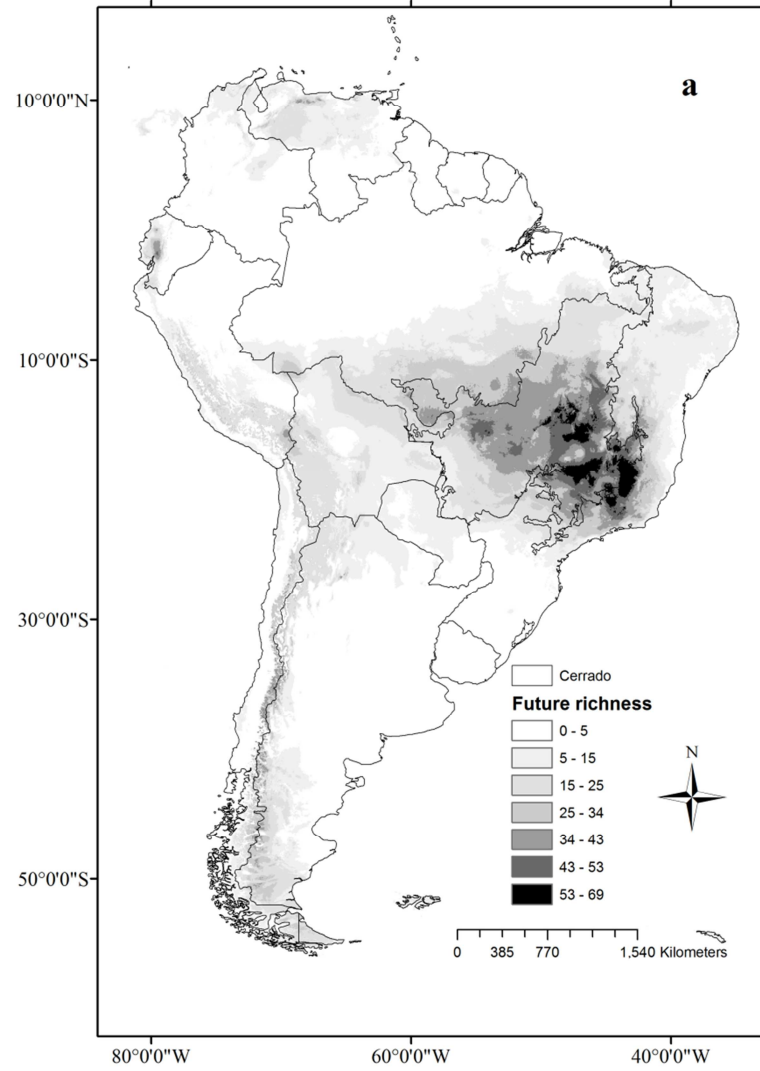 a
10°0'0"N
10°0'0"S
30°0'0"S
50°0'0"S
Cerrado
Future richness
0 - 5
5 - 15
15 - 25
25 - 34
34 - 43
43 - 53
53 - 69
N
0 385 770 1,540 Kilometers
80°0'0"W 60°0'0"W 40°0'0"W